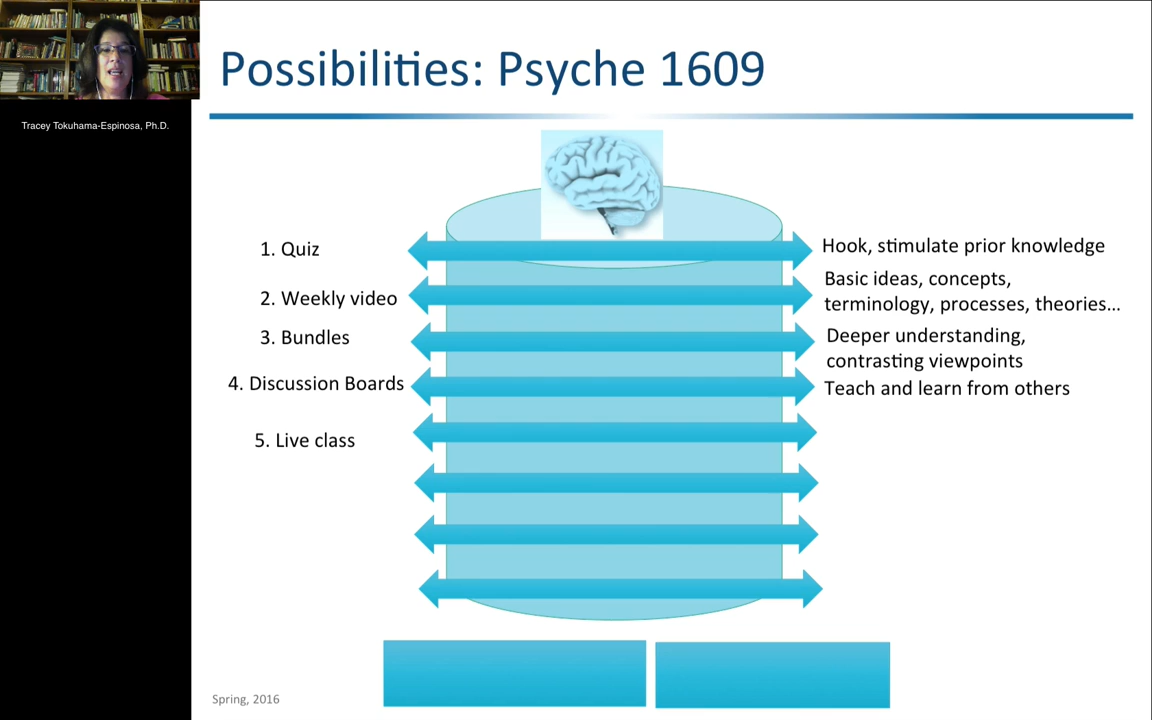 Possibilities: Psyche 1609
Tracey Tokuhama-Espinosa, Ph.D.
1. Quiz
Hook, stimulate prior knowledge
2. Weekly video
Basic ideas, concepts,
terminology, processes, theories…
3. Bundles
Deeper understanding,
contrasting viewpoints
4. Discussion Boards
Teach and learn from others
5. Live class
Spring, 2016